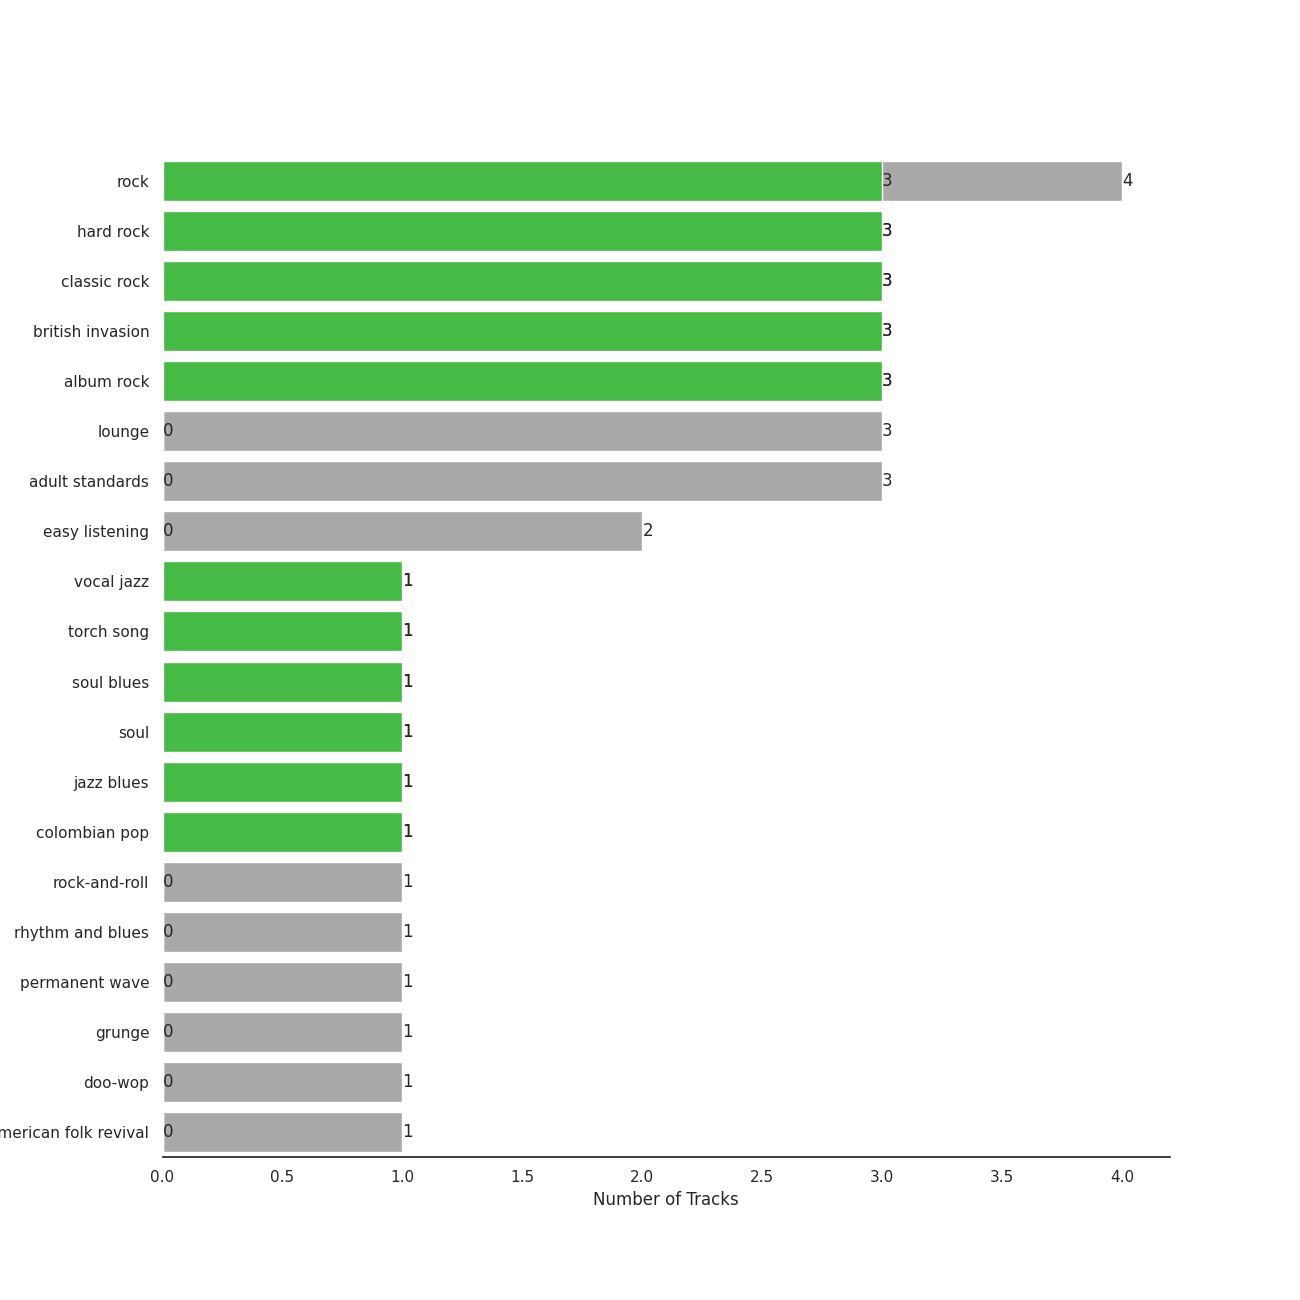 rock 3 4
hard rock 3
classic rock 3
british invasion 3
album rock 3
lounge 0 3
adult standards 0 3
easy listening 0 2
vocal jazz 1
torch song 1
soul blues 1
soul 1
jazz blues 1
colombian pop 1
rock-and-roll 0 1
rhythm and blues 0 1
permanent wave 0 1
grunge 0 1
doo-wop 0 1
merican folk revival 0 1
0.0 0.5 1.0 1.5 2.0 2.5 3.0 3.5 4.0
Number of Tracks